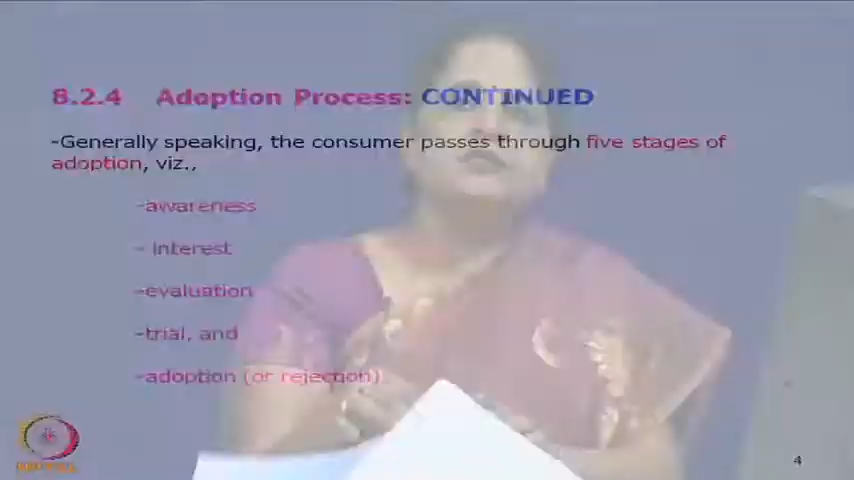 8.2.4 Adoption Process: CONTINUED
-Generally speaking, the consumer passes through five stages of
adoption, viz.,
-awareness
- interest
-evaluation
-trial, and
-adoption (or rejection).
4